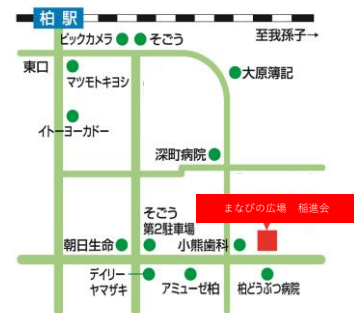 柏駅
ビックカメラ
そごう
至我孫子→
東口
マツモトキヨシ
大原簿記
イトーヨーカドー
深町病院
まなびの広場 稲進会
そごう
第2駐車場
朝日生命
小熊歯科
デイリー
ヤマザキ
アミューゼ柏
柏どうぶつ病院